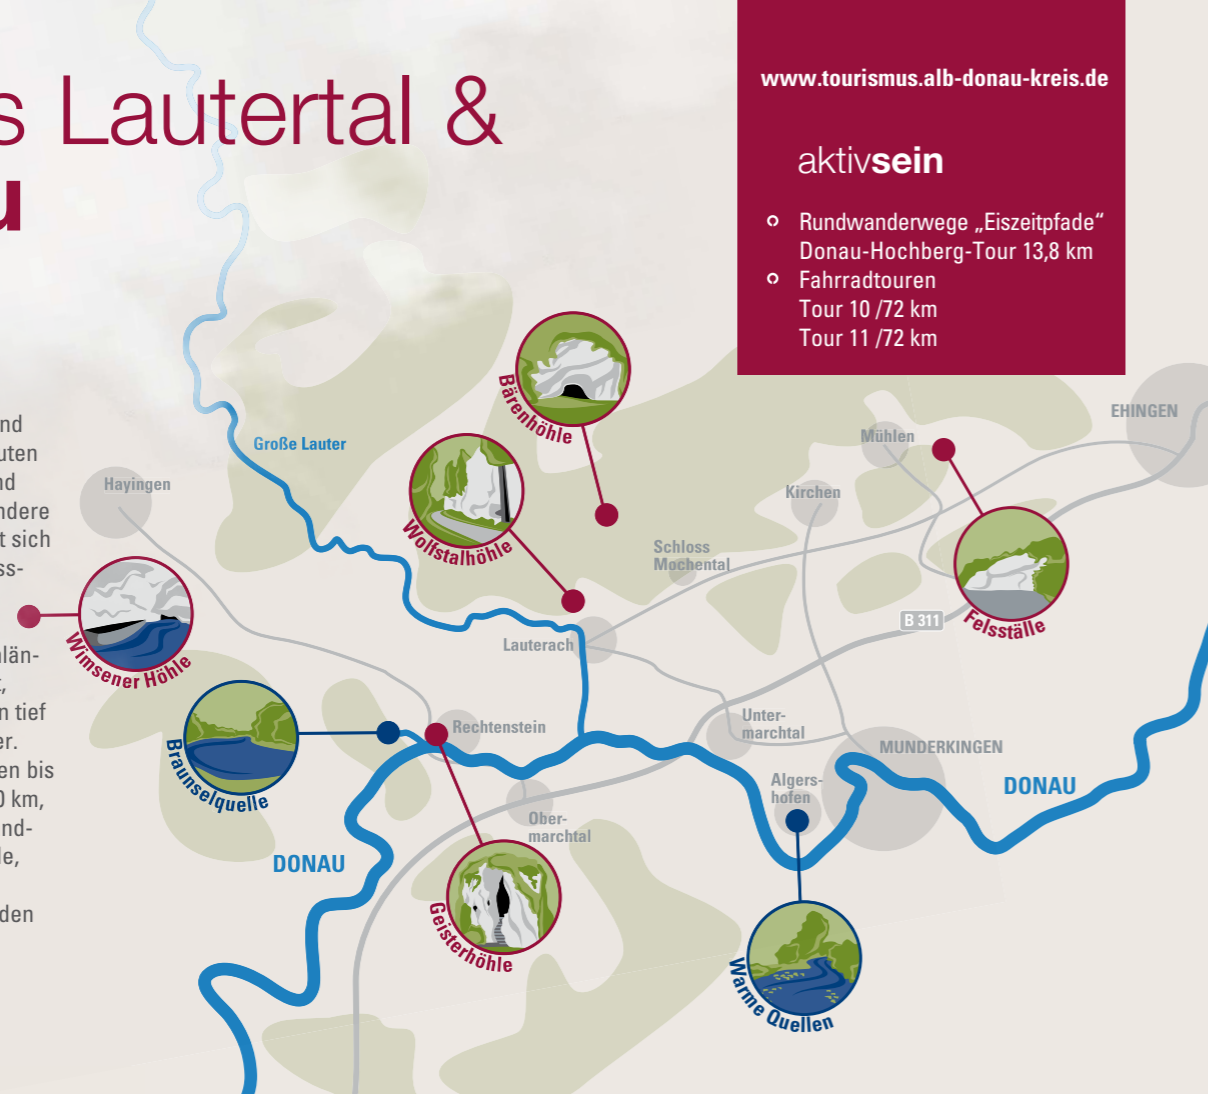 s Lautertal &
u
www.tourismus.alb-donau-kreis.de
aktivsein
Rundwanderwege „Eiszeitpfade“
Donau-Hochberg-Tour 13,8 km
Fahrradtouren
Tour 10 /72 km
Tour 11 /72 km
nd
uten
nd
ndere
t sich
ss-
nlän-
t,
n tief
er.
en bis
0 km,
nd-
le,
den
Große Lauter
Hayingen
Bärenhöhle
Wolfstalhöhle
Wimsener Höhle
Braunselquelle
Geisterhöhle
Warme Quellen
Felsställe
EHINGEN
Mühlen
Kirchen
Schloss
Mochental
B 311
Lauterach
Rechtenstein
Unter-
marchtal
MUNDERKINGEN
Algers-
hofen
DONAU
Ober-
marchtal
DONAU